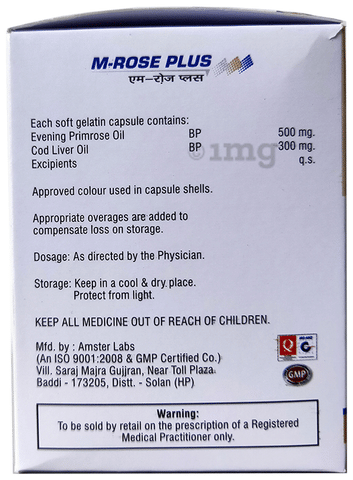 M-ROSE PLUS
एम-रोज़ प्लस
Each soft gelatin capsule contains:
Evening Primrose Oil BP 500 mg.
Cod Liver Oil BP 300 mg.
Excipients q.s.
1mg
Approved colour used in capsule shells.
Appropriate overages are added to
compensate loss on storage.
Dosage: As directed by the Physician.
Storage: Keep in a cool & dry place.
Protect from light.
KEEP ALL MEDICINE OUT OF REACH OF CHILDREN.
Mfd. by : Amster Labs
(An ISO 9001:2008 & GMP Certified Co.)
Vill. Saraj Majra Gujjran, Near Toll Plaza
Baddi - 173205, Distt. - Solan (HP)
Q
GMP
Warning:
To be sold by retail on the prescription of a Registered
Medical Practitioner only.